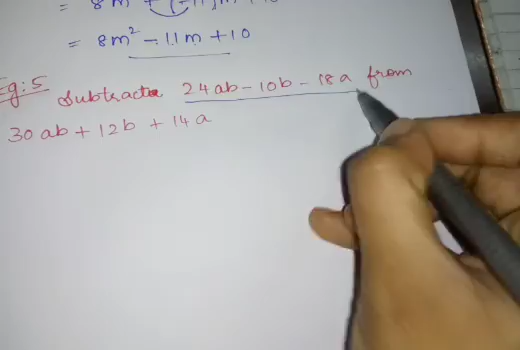 = 8m² - 11m + 10
Eg:5 Subtract 24ab - 10b - 18a from
30ab + 12b + 14a